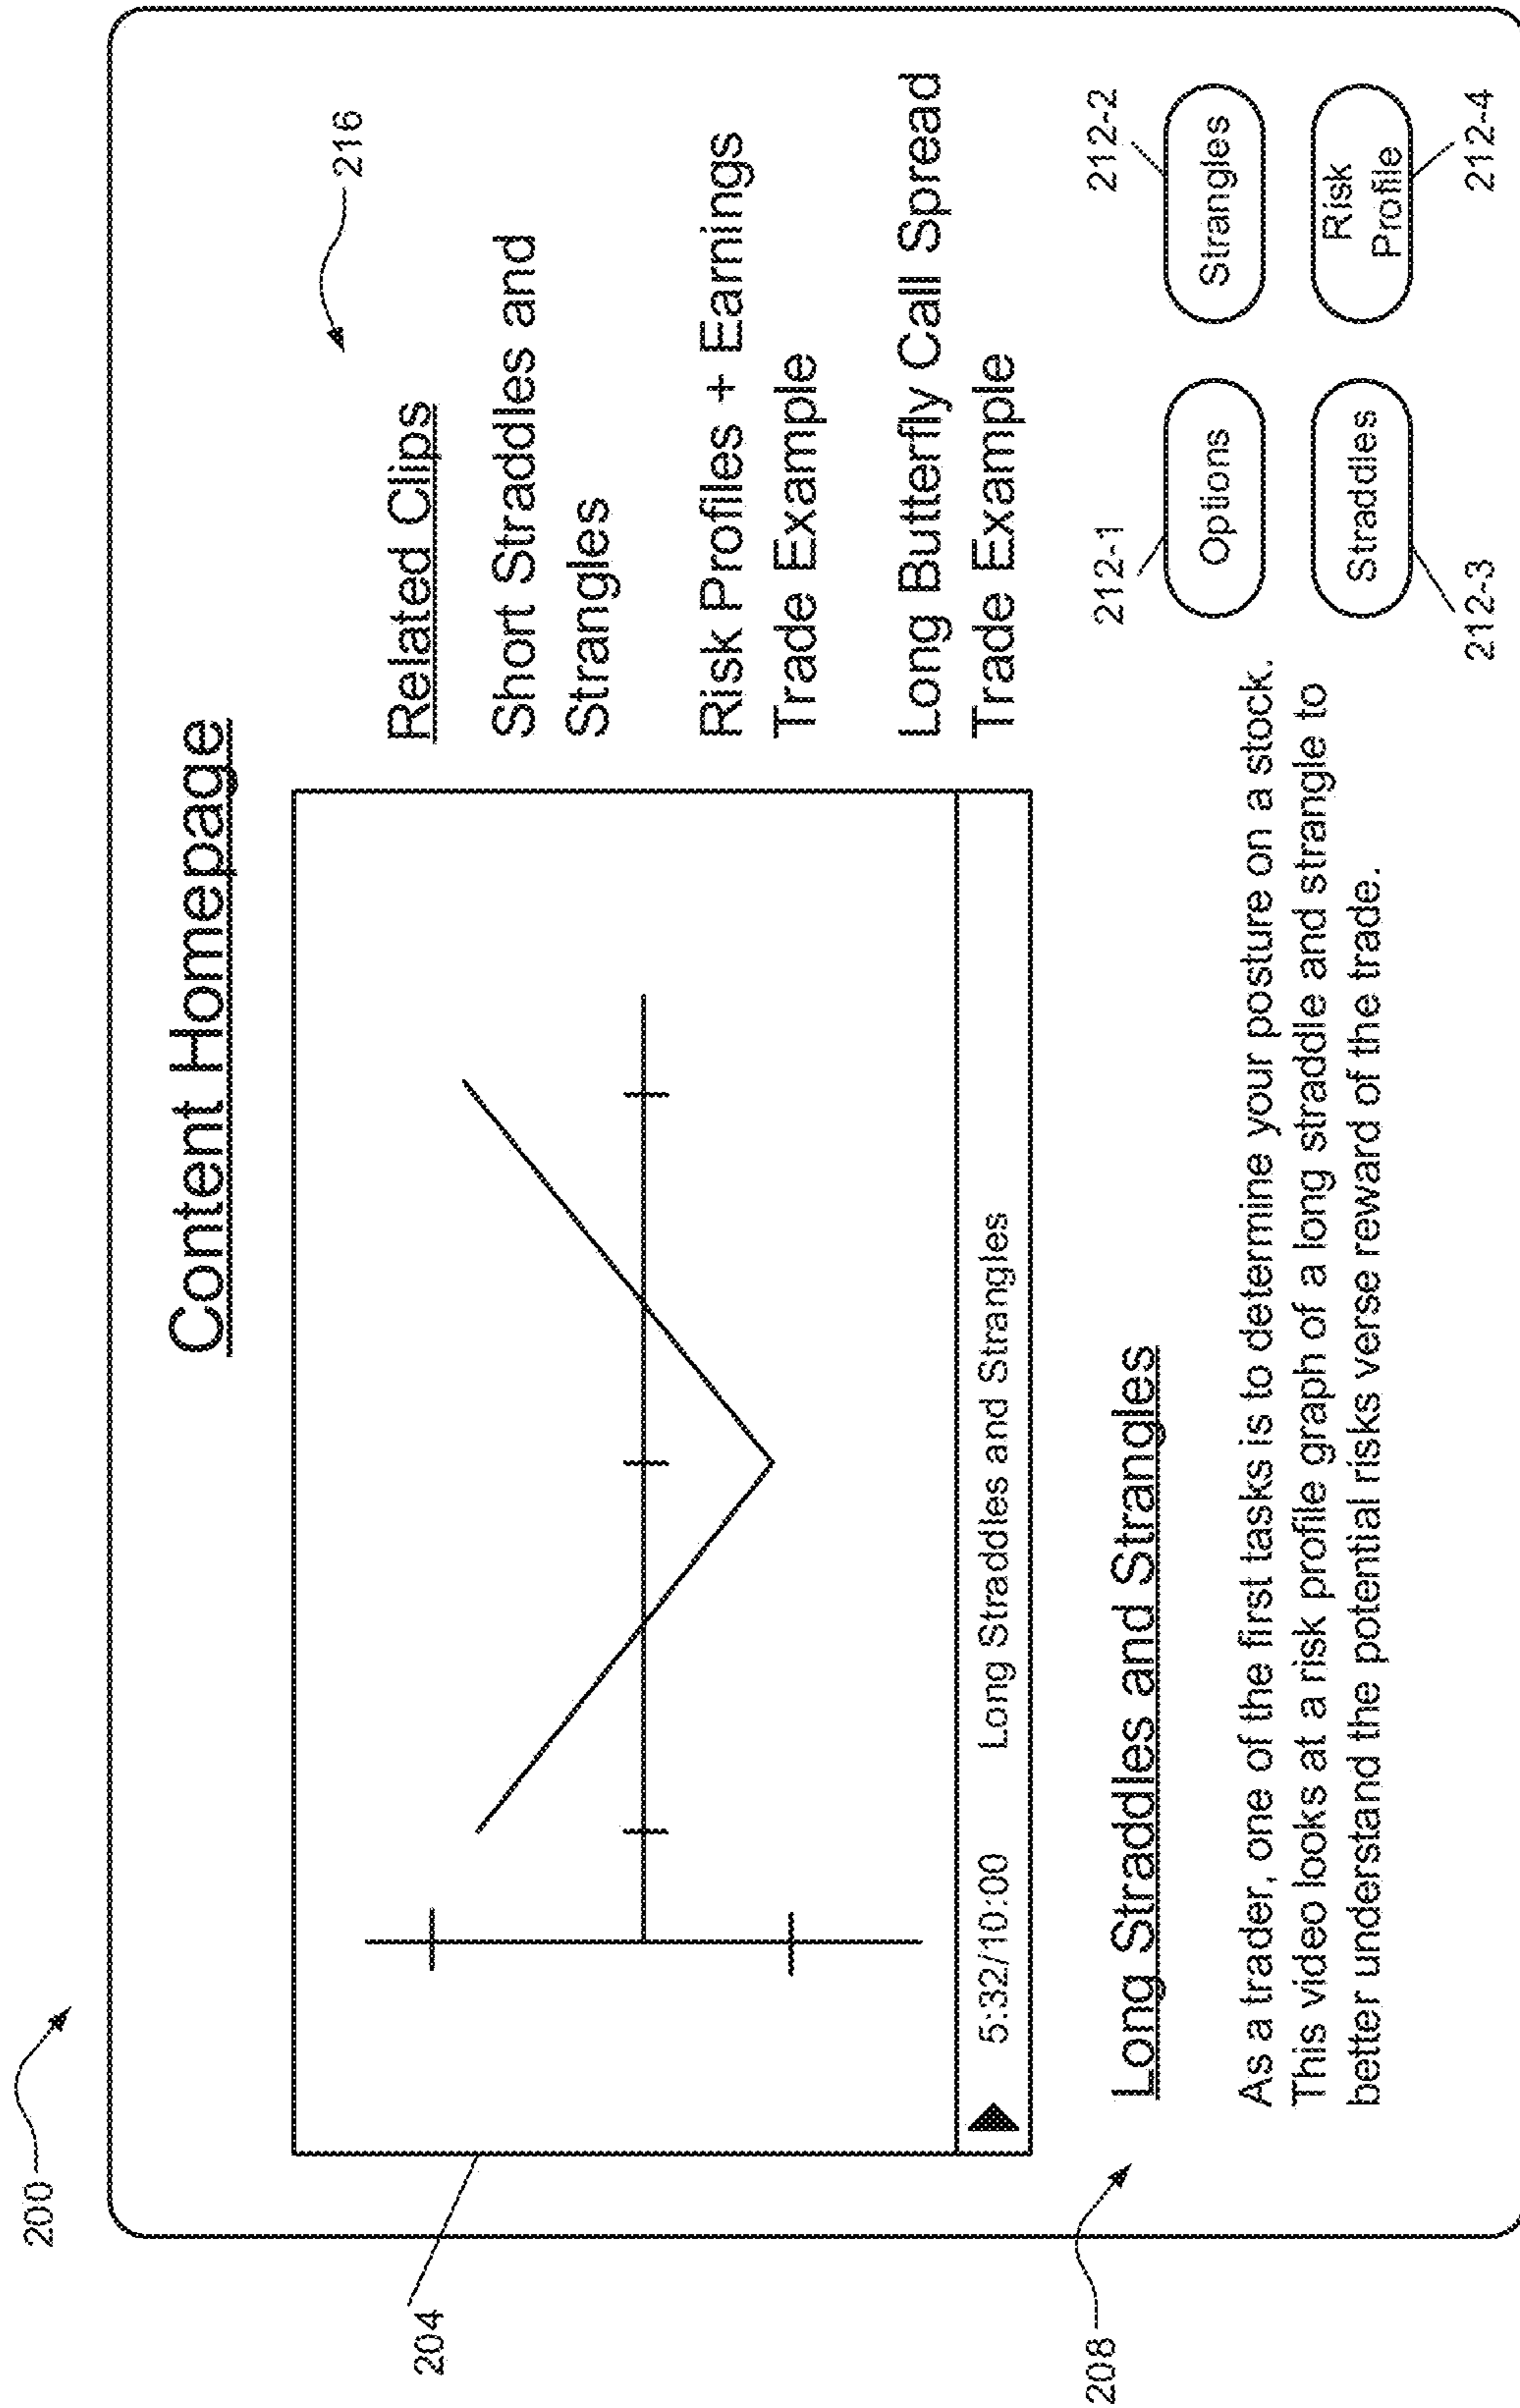 200
Content Homepage
204
216
Related Clips
Short Straddles and
Strangles
Risk Profiles + Earnings
Trade Example
Long Butterfly Call Spread
Trade Example
5:32/10:00 Long Straddles and Strangles
208
Long Straddles and Strangles
As a trader, one of the first tasks is to determine your posture on a stock.
This video looks at a risk profile graph of a long straddle and strangle to
better understand the potential risks verse reward of the trade.
212-1
212-2
Options
Strangles
Straddles
Risk
Profile
212-3
212-4